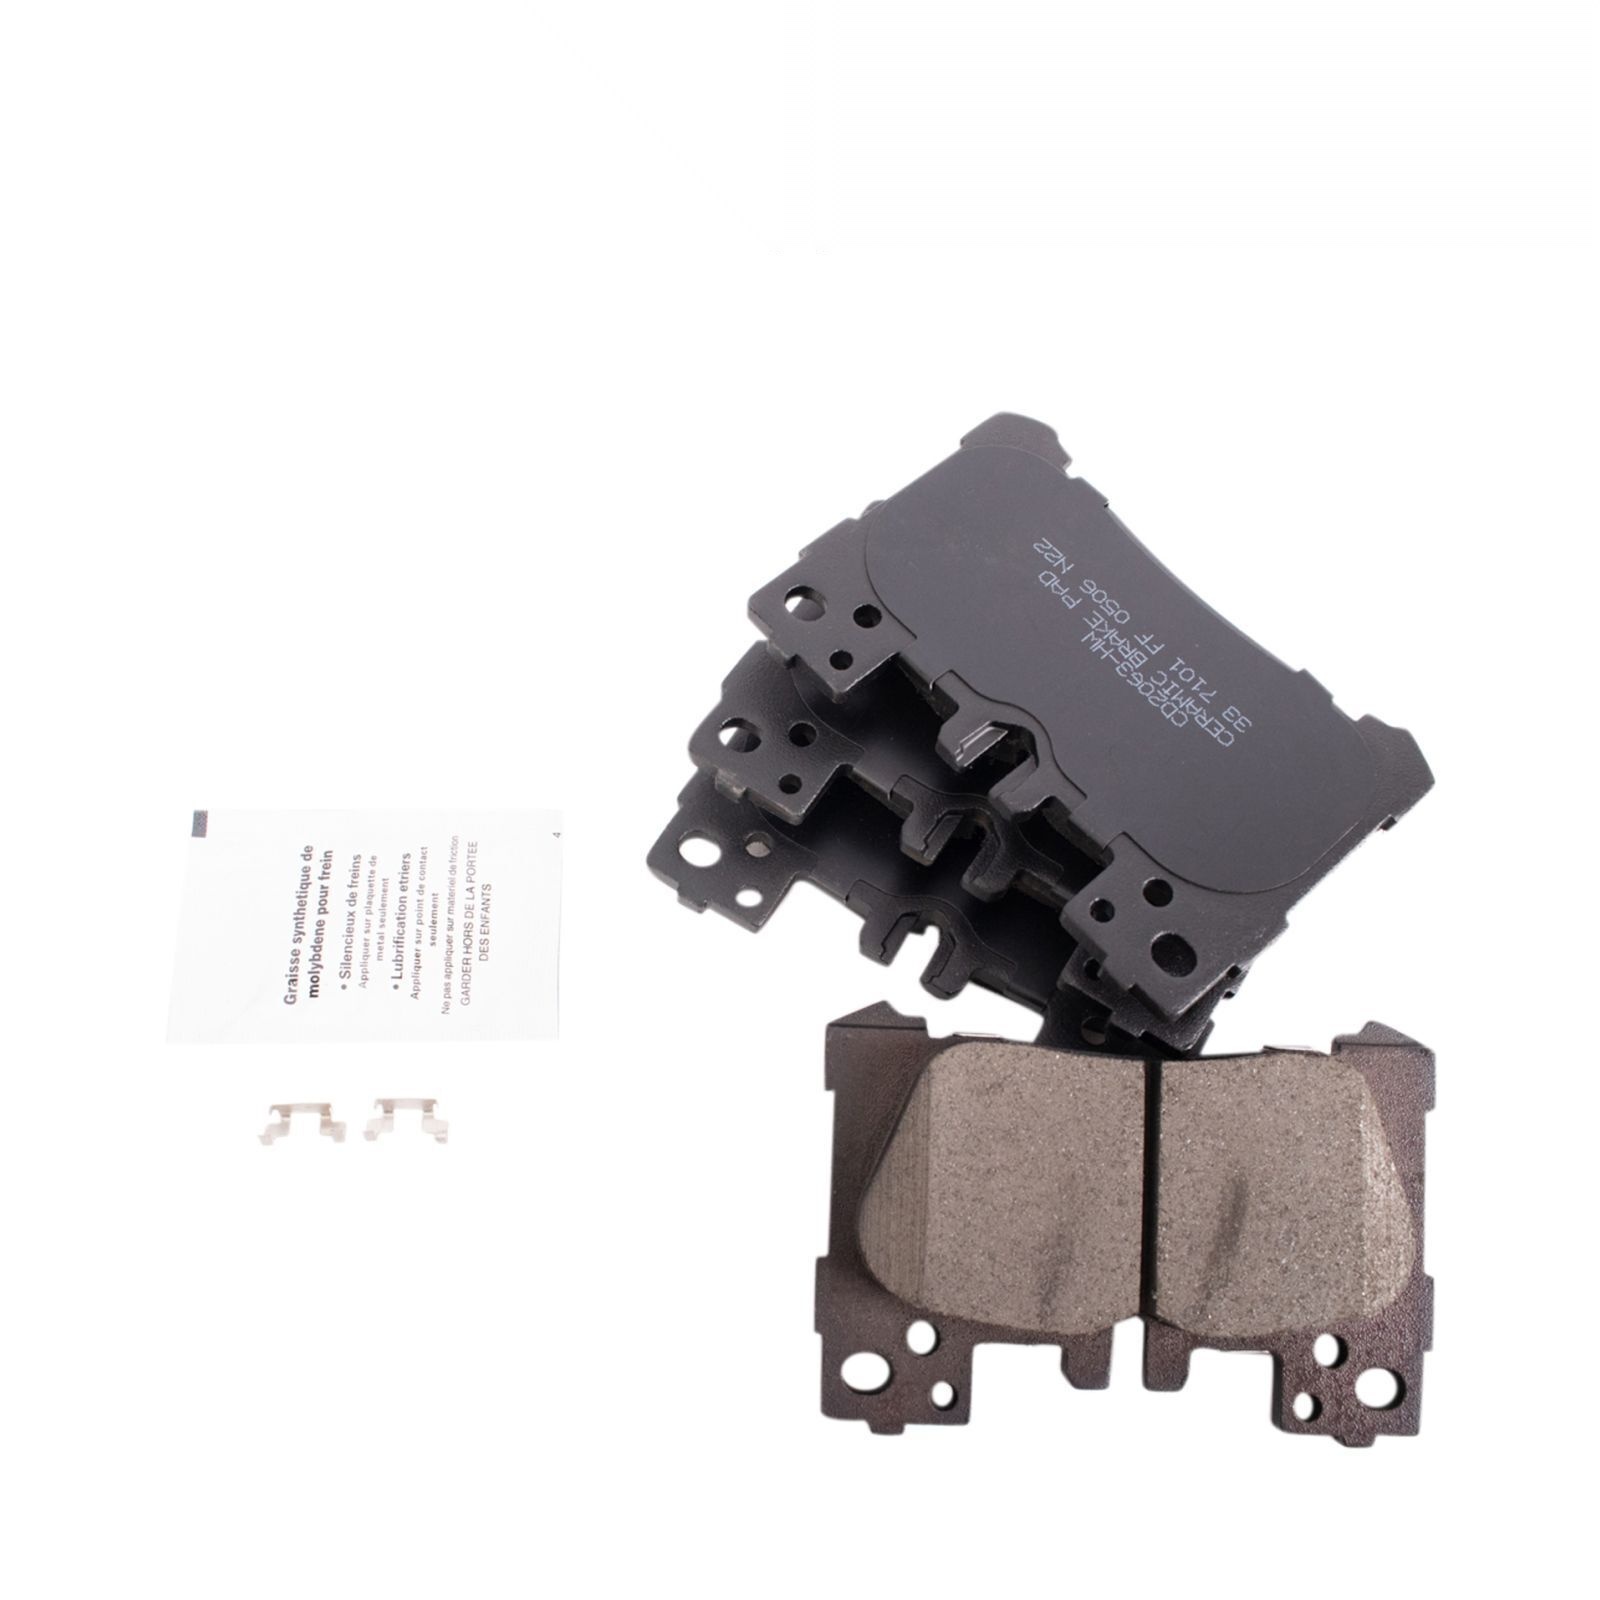 CD2063-HW
CERAMIC BRAKE PAD
33 7101 FF 0506 N22
4
Graisse synthetique de
molybdene pour frein
• Silencieux de freins
Appliquer sur plaquette de
metal seulement
• Lubrification etriers
Appliquer sur point de contact
seulement
Ne pas appliquer sur materiel de friction
GARDER HORS DE LA PORTEE
DES ENFANTS